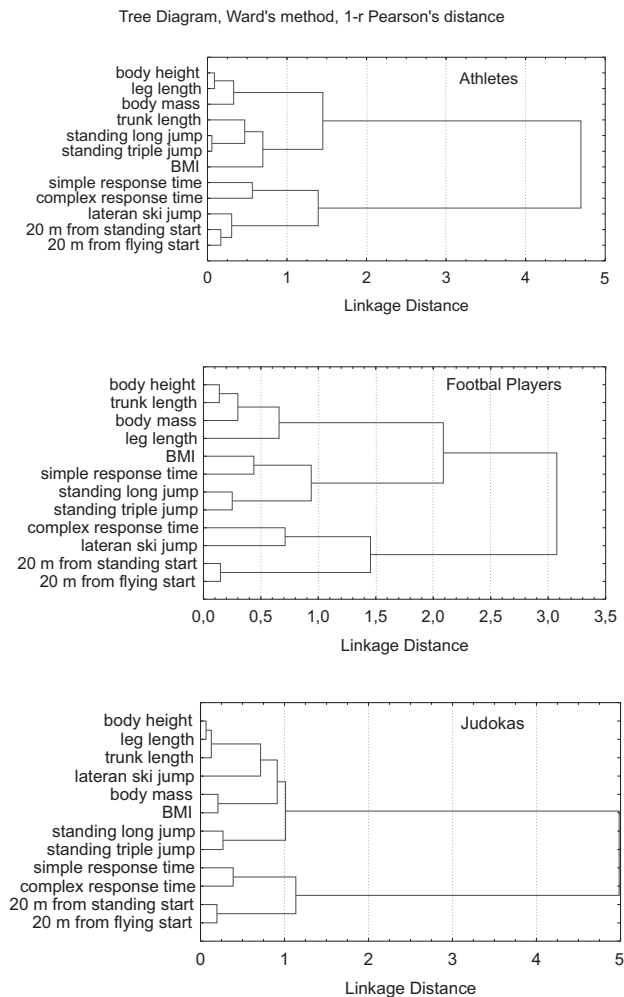 Tree Diagram, Ward's method, 1-r Pearson's distance
Athletes
body height
leg length
body mass
trunk length
standing long jump
standing triple jump
BMI
simple response time
complex response time
lateran ski jump
20 m from standing start
20 m from flying start
0 1 2 3 4 5
Linkage Distance
Footbal Players
body height
trunk length
body mass
leg length
BMI
simple response time
standing long jump
standing triple jump
complex response time
lateran ski jump
20 m from standing start
20 m from flying start
0,0 0,5 1,0 1,5 2,0 2,5 3,0 3,5
Linkage Distance
Judokas
body height
leg length
trunk length
lateran ski jump
body mass
BMI
standing long jump
standing triple jump
simple response time
complex response time
20 m from standing start
20 m from flying start
0 1 2 3 4 5
Linkage Distance